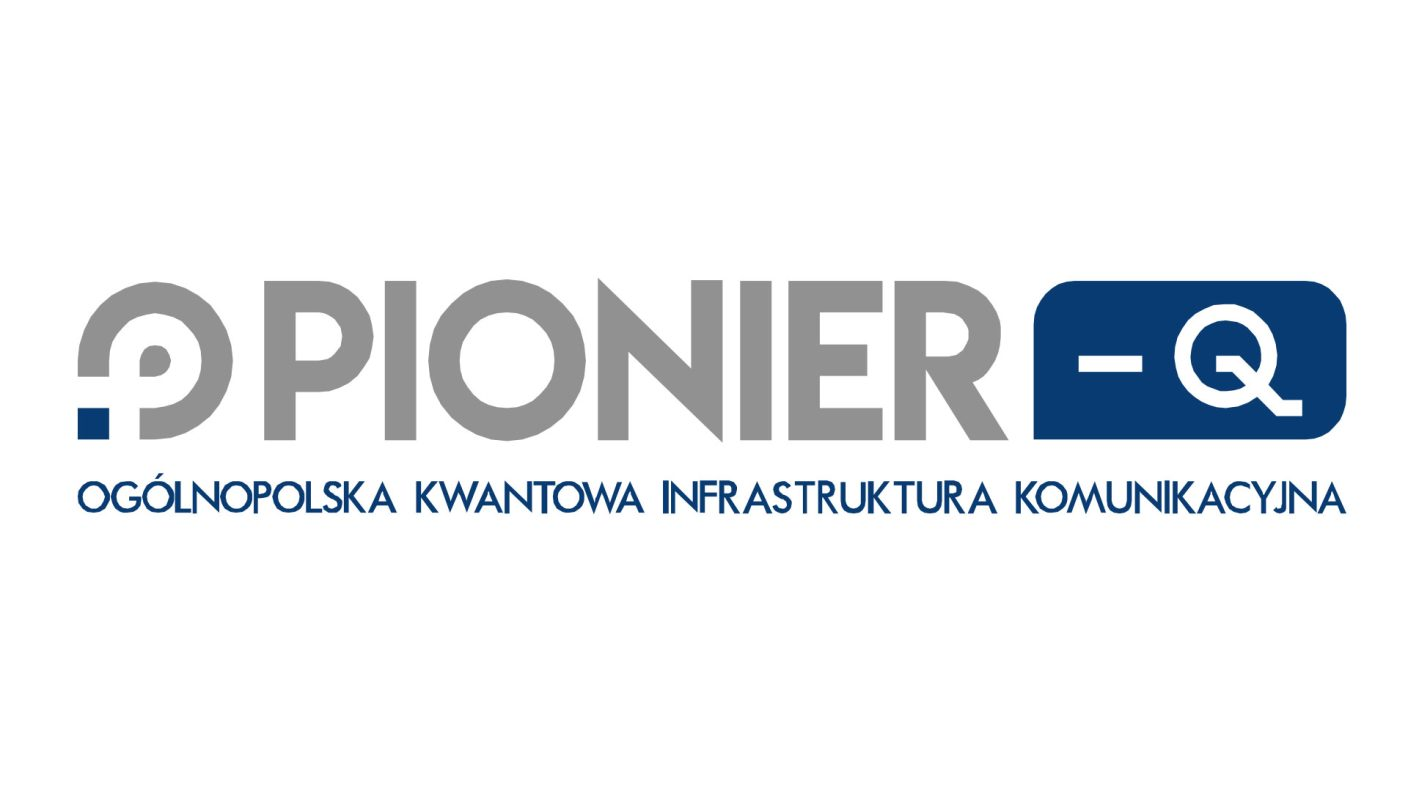 PIONIER-Q
OGÓLNOPOLSKA KWANTOWA INFRASTRUKTURA KOMUNIKACYJNA